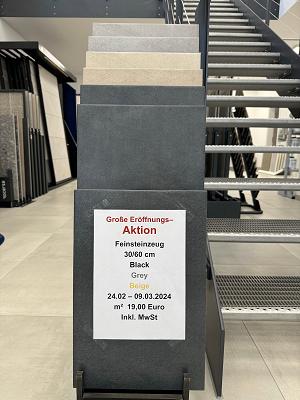 Große Eröffnungs–
Aktion
Feinsteinzeug
30/60 cm
Black
Grey
Beige
24.02 – 09.03.2024
m² 19,00 Euro
Inkl. MwSt